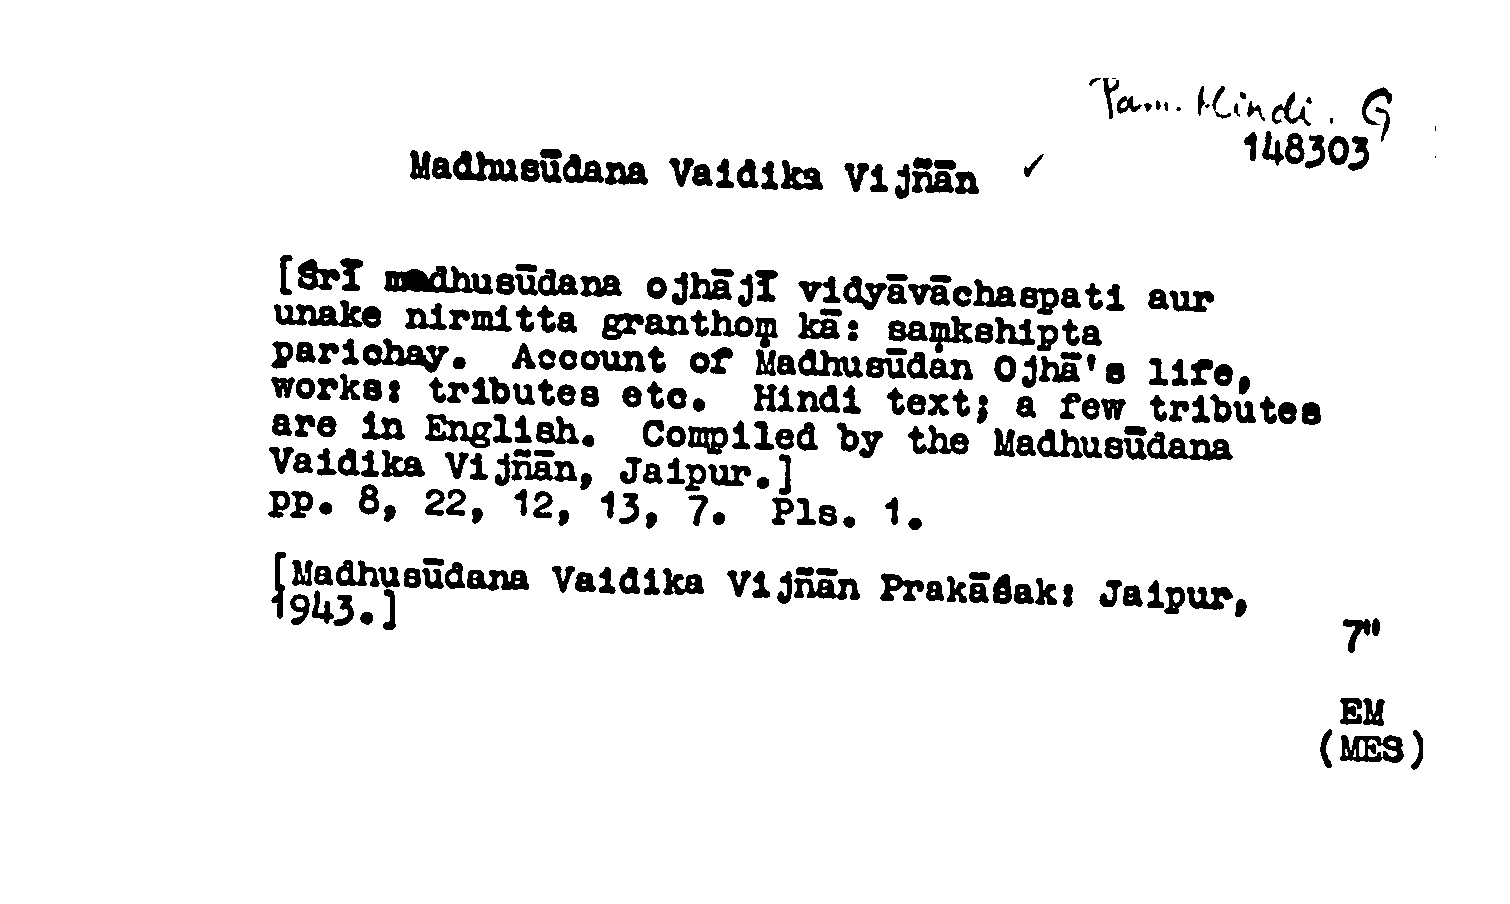 Pam. Hindi. G
148303
Madhusūdana Vaidika Vijñān ✓
[Śrī madhusūdana ojhājī vidyāvāchaspati aur
unake nirmitta granthoṃ kā: saṃkshipta
parichay. Account of Madhusūdan Ojhā's life,
works: tributes etc. Hindi text; a few tributes
are in English. Compiled by the Madhusūdana
Vaidika Vijñān, Jaipur.]
pp. 8, 22, 12, 13, 7. Pls. 1.
[Madhusūdana Vaidika Vijñān Prakāśak: Jaipur,
1943.]
7"
EM
(MES)